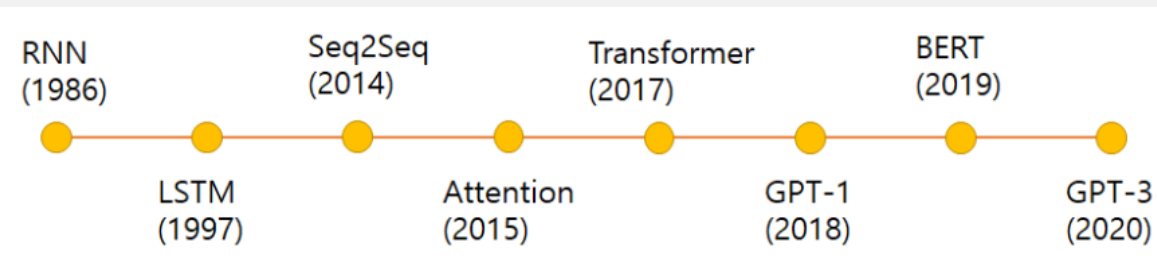 RNN
(1986)
LSTM
(1997)
Seq2Seq
(2014)
Attention
(2015)
Transformer
(2017)
GPT-1
(2018)
BERT
(2019)
GPT-3
(2020)